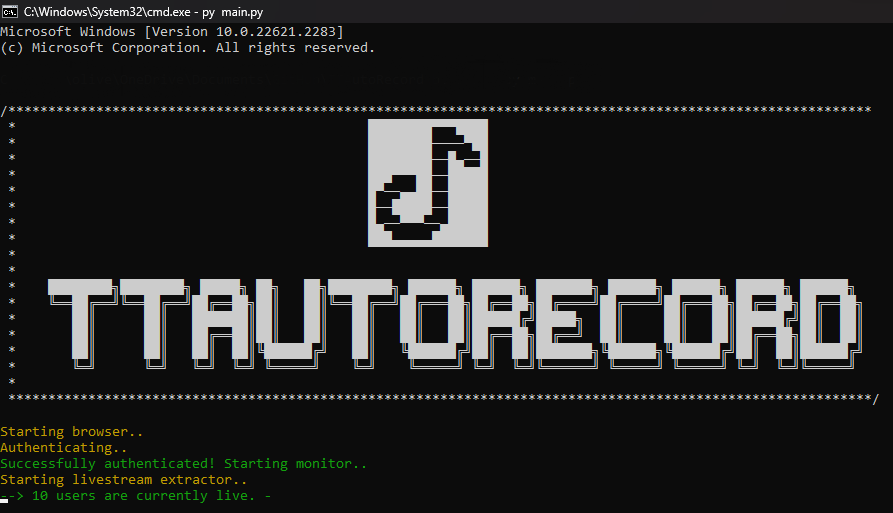 C:\Windows\System32\cmd.exe - py  main.py
Microsoft Windows [Version 10.0.22621.2283]
(c) Microsoft Corporation. All rights reserved.
TTAUTORECORD
Starting browser..
Authenticating..
Successfully authenticated! Starting monitor..
Starting livestream extractor..
--> 10 users are currently live. -